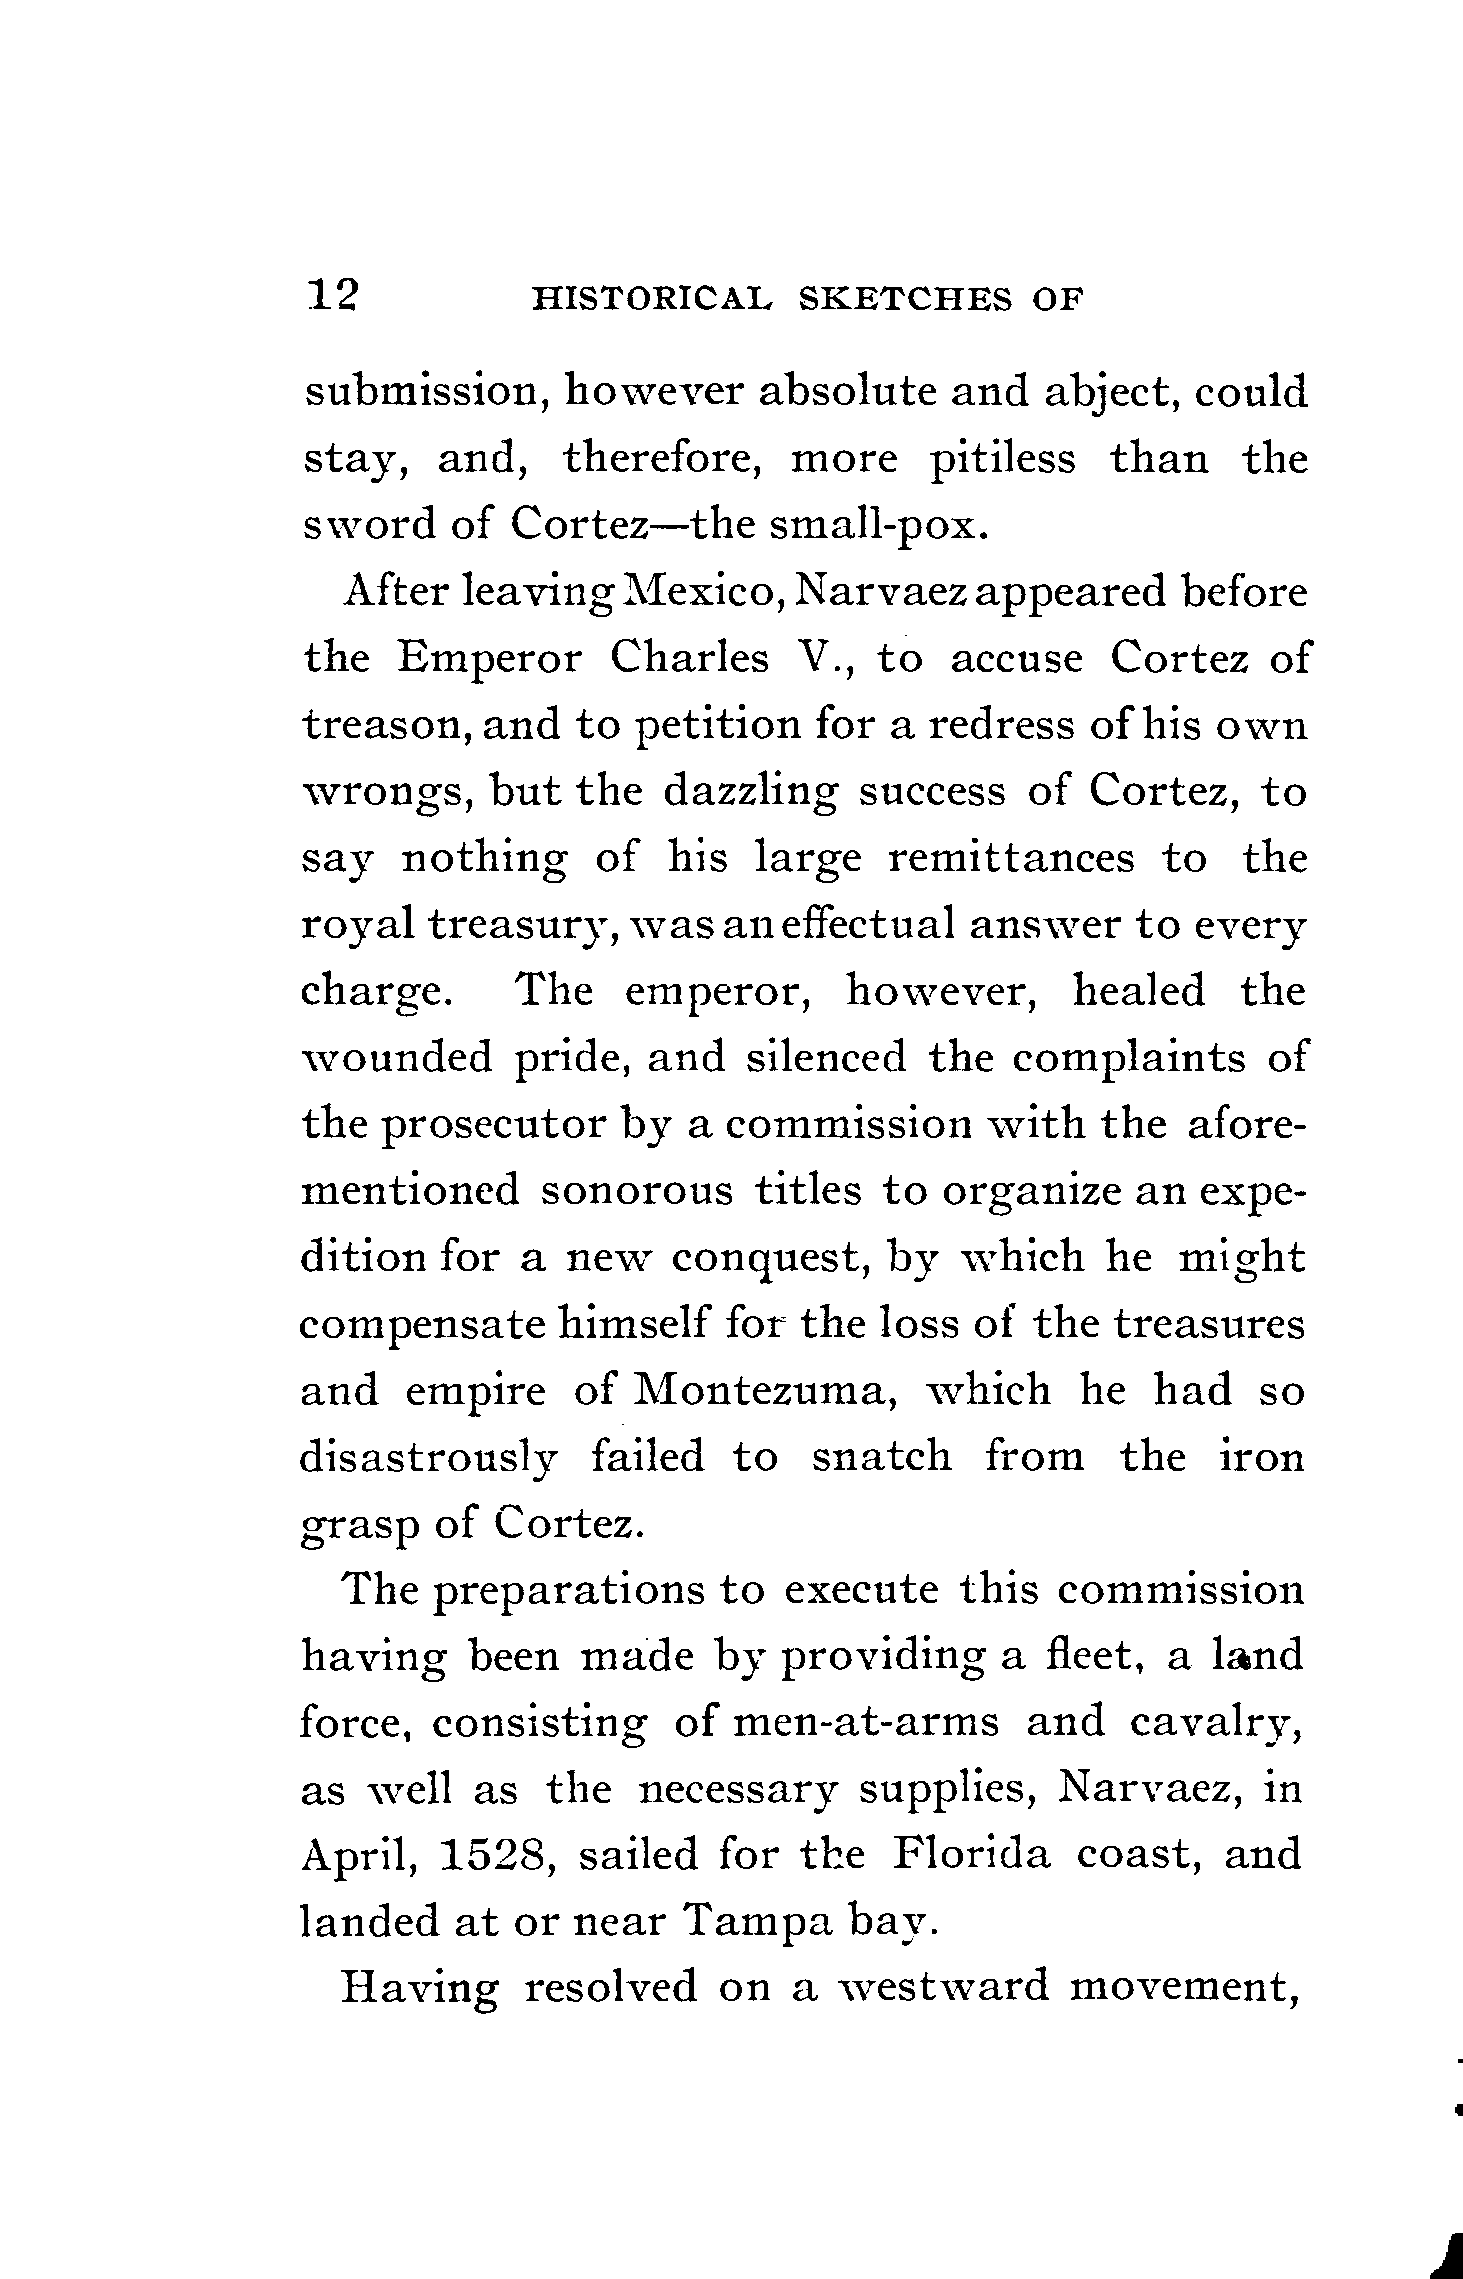 12 HISTORICAL SKETCHES OF
submission, however absolute and abject, could
stay, and, therefore, more pitiless than the
sword of Cortez—the small-pox.
After leaving Mexico, Narvaez appeared before
the Emperor Charles V., to accuse Cortez of
treason, and to petition for a redress of his own
wrongs, but the dazzling success of Cortez, to
say nothing of his large remittances to the
royal treasury, was an effectual answer to every
charge. The emperor, however, healed the
wounded pride, and silenced the complaints of
the prosecutor by a commission with the afore-
mentioned sonorous titles to organize an expe-
dition for a new conquest, by which he might
compensate himself for the loss of the treasures
and empire of Montezuma, which he had so
disastrously failed to snatch from the iron
grasp of Cortez.
The preparations to execute this commission
having been made by providing a fleet, a land
force, consisting of men-at-arms and cavalry,
as well as the necessary supplies, Narvaez, in
April, 1528, sailed for the Florida coast, and
landed at or near Tampa bay.
Having resolved on a westward movement,